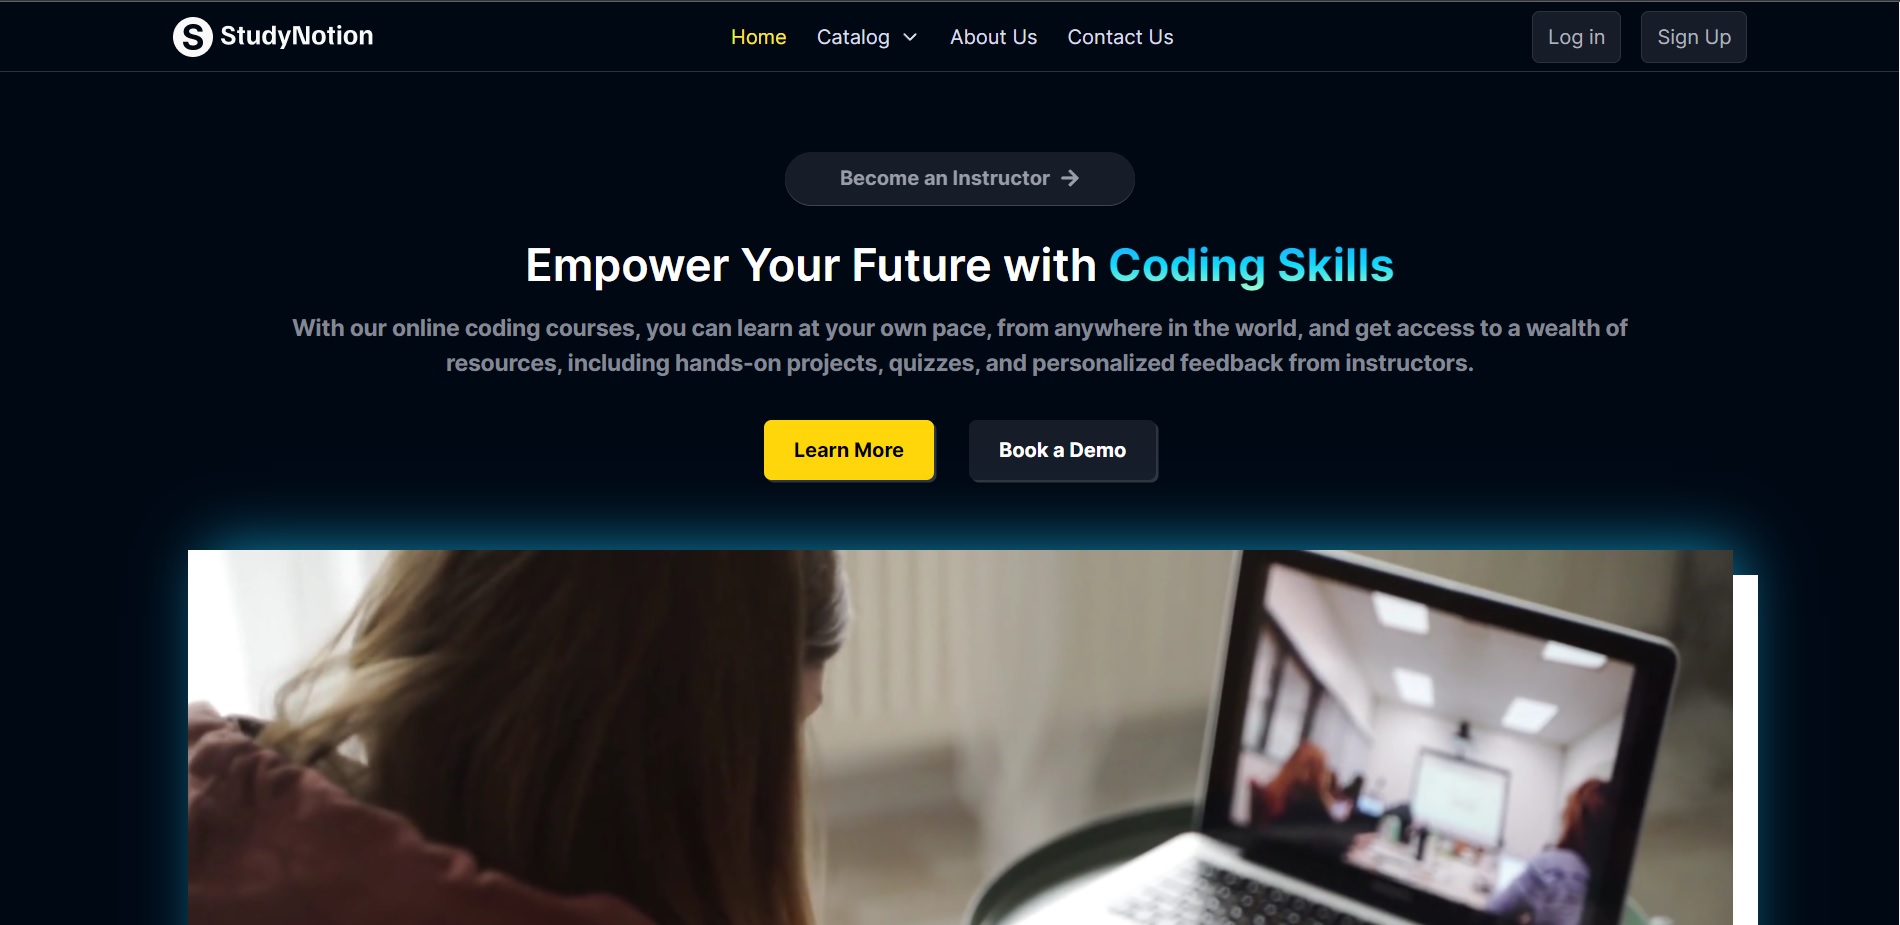 StudyNotion
Home Catalog About Us Contact Us
Log in Sign Up
Become an Instructor →
Empower Your Future with Coding Skills
With our online coding courses, you can learn at your own pace, from anywhere in the world, and get access to a wealth of
resources, including hands-on projects, quizzes, and personalized feedback from instructors.
Learn More Book a Demo